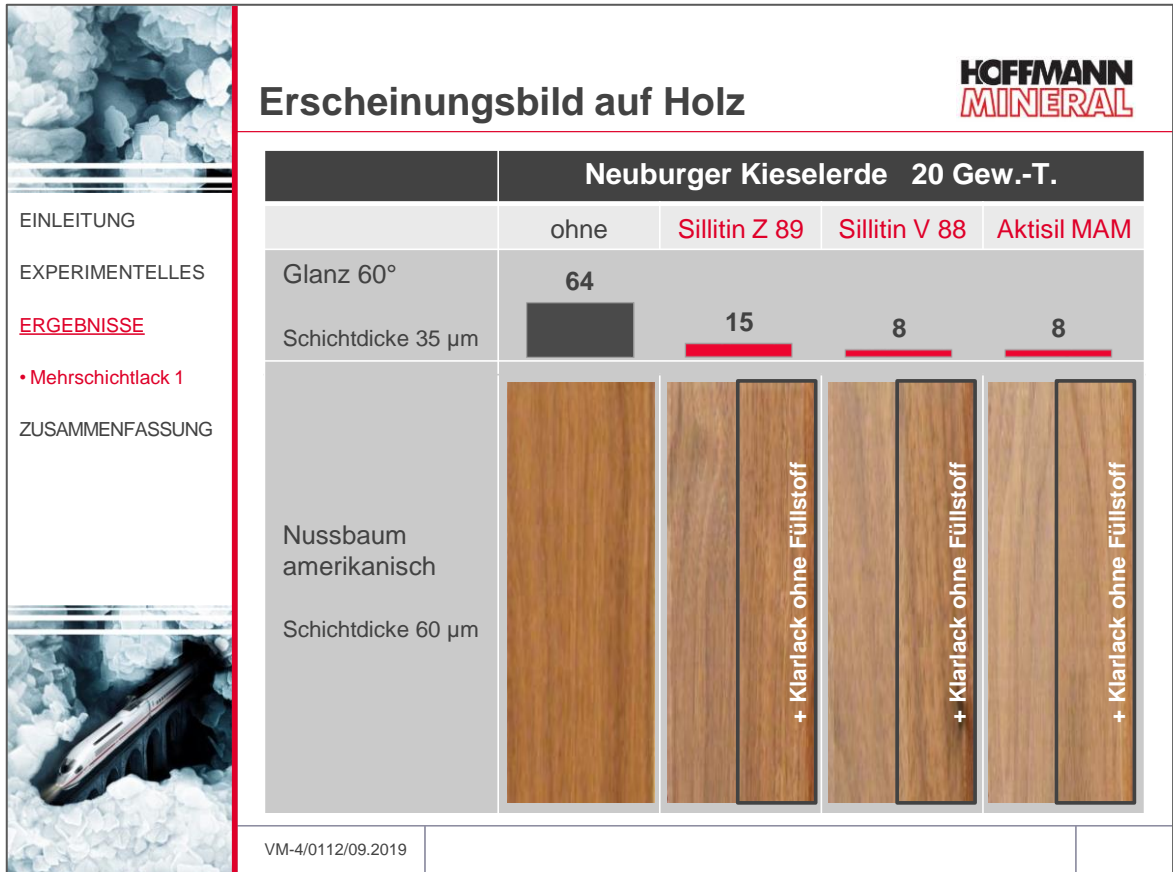 HOFFMANN
MINERAL
Erscheinungsbild auf Holz
EINLEITUNG
EXPERIMENTELLES
ERGEBNISSE
• Mehrschichtlack 1
ZUSAMMENFASSUNG
Neuburger Kieselerde 20 Gew.-T.
ohne Sillitin Z 89 Sillitin V 88 Aktisil MAM
Glanz 60°
Schichtdicke 35 µm
64 15 8 8
Nussbaum
amerikanisch
Schichtdicke 60 µm
+ Klarlack ohne Füllstoff
+ Klarlack ohne Füllstoff
+ Klarlack ohne Füllstoff
VM-4/0112/09.2019